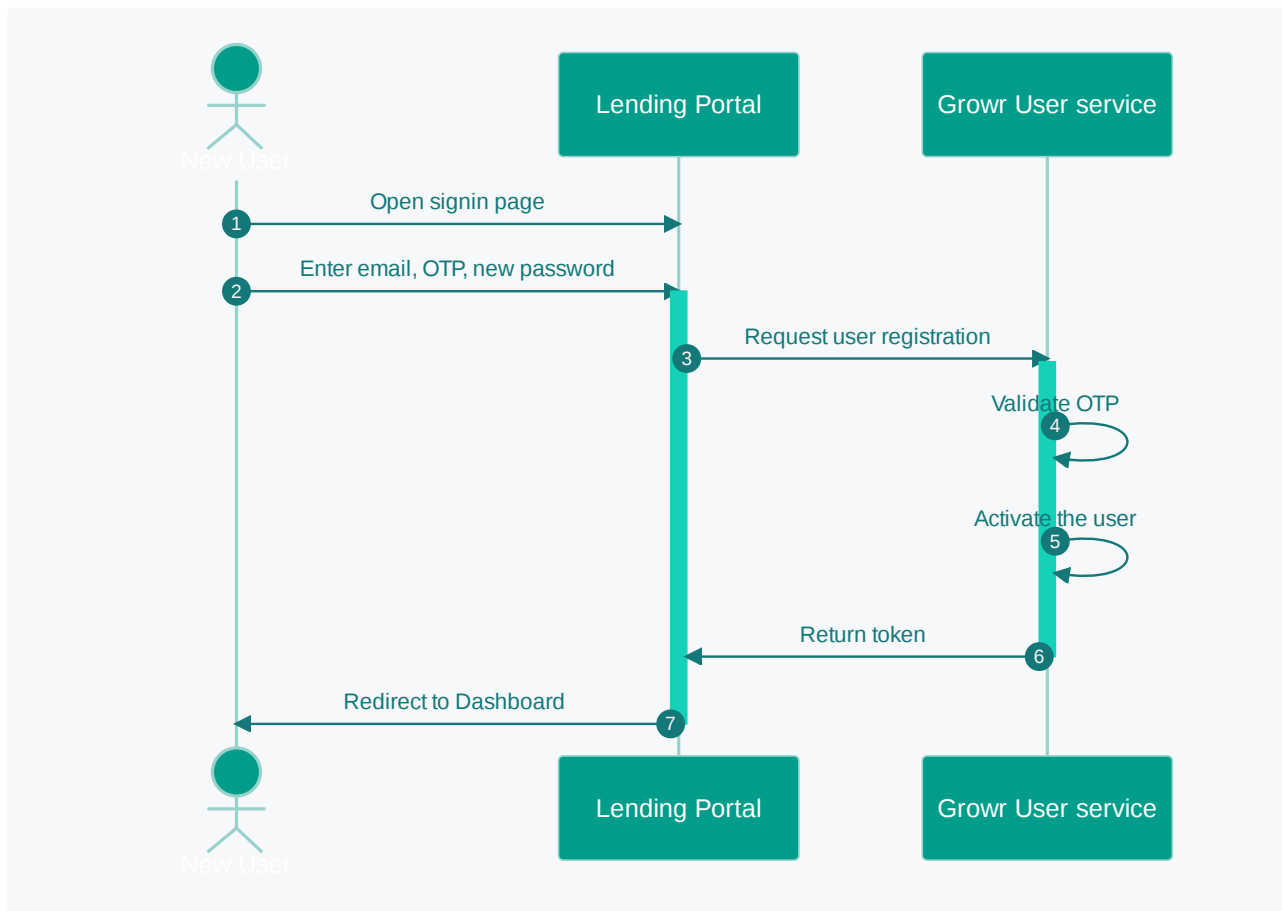 Lending Portal
Growr User service
New User
Open signin page
1
Enter email, OTP, new password
2
Request user registration
3
Validate OTP
4
Activate the user
5
Return token
6
Redirect to Dashboard
7
Lending Portal
Growr User service
New User